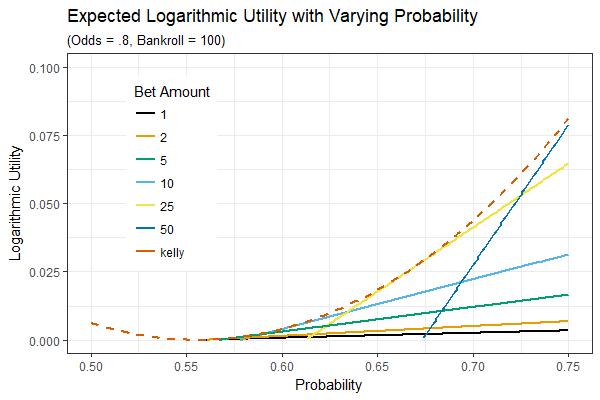 Expected Logarithmic Utility with Varying Probability
(Odds = .8, Bankroll = 100)
Logarithmic Utility
0.100
0.075
0.050
0.025
0.000
Bet Amount
1
2
5
10
25
50
kelly
0.50 0.55 0.60 0.65 0.70 0.75
Probability